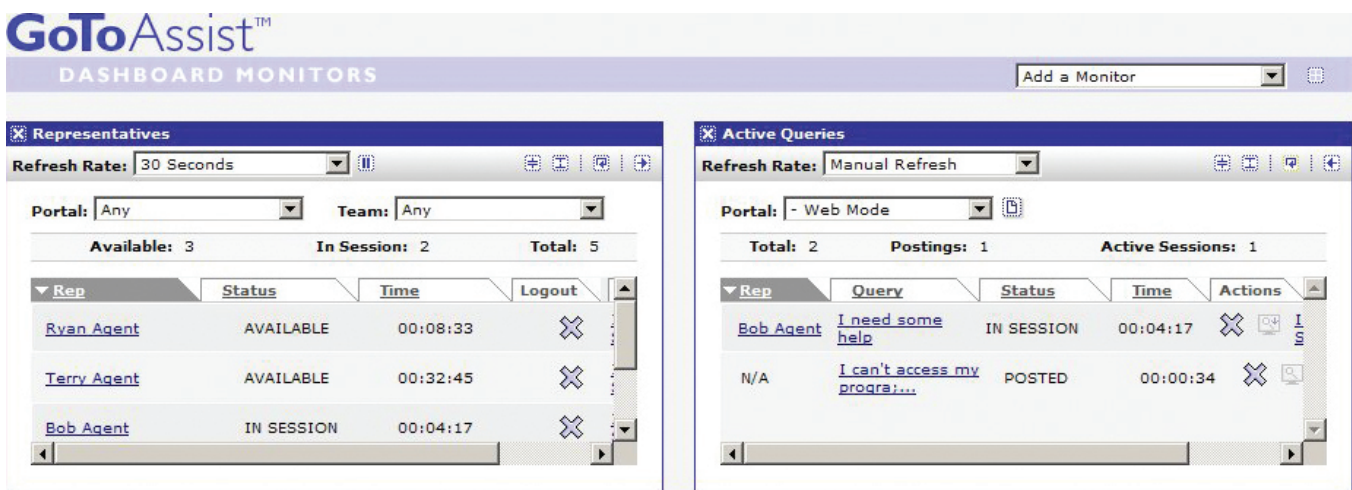 GoToAssist™
DASHBOARD MONITORS
Add a Monitor
Representatives
Refresh Rate: 30 Seconds
Portal: Any Team: Any
Available: 3 In Session: 2 Total: 5
Rep Status Time Logout
Ryan Agent AVAILABLE 00:08:33
Terry Agent AVAILABLE 00:32:45
Bob Agent IN SESSION 00:04:17
Active Queries
Refresh Rate: Manual Refresh
Portal: - Web Mode
Total: 2 Postings: 1 Active Sessions: 1
Rep Query Status Time Actions
Bob Agent I need some help IN SESSION 00:04:17
N/A I can't access my progra;... POSTED 00:00:34